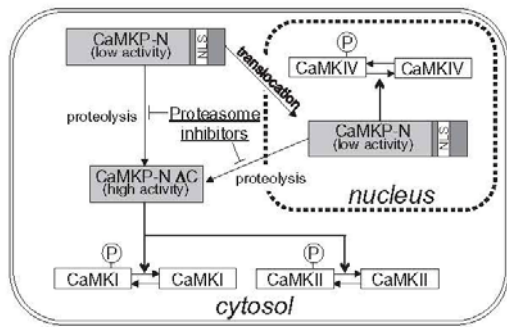 CaMKP-N
(low activity)
NLS
translocation
P
CaMKIV
CaMKIV
proteolysis
Proteasome
inhibitors
CaMKP-N
(low activity)
NLS
CaMKP-N ΔC
(high activity)
proteolysis
nucleus
P
CaMKI
CaMKI
P
CaMKII
CaMKII
cytosol